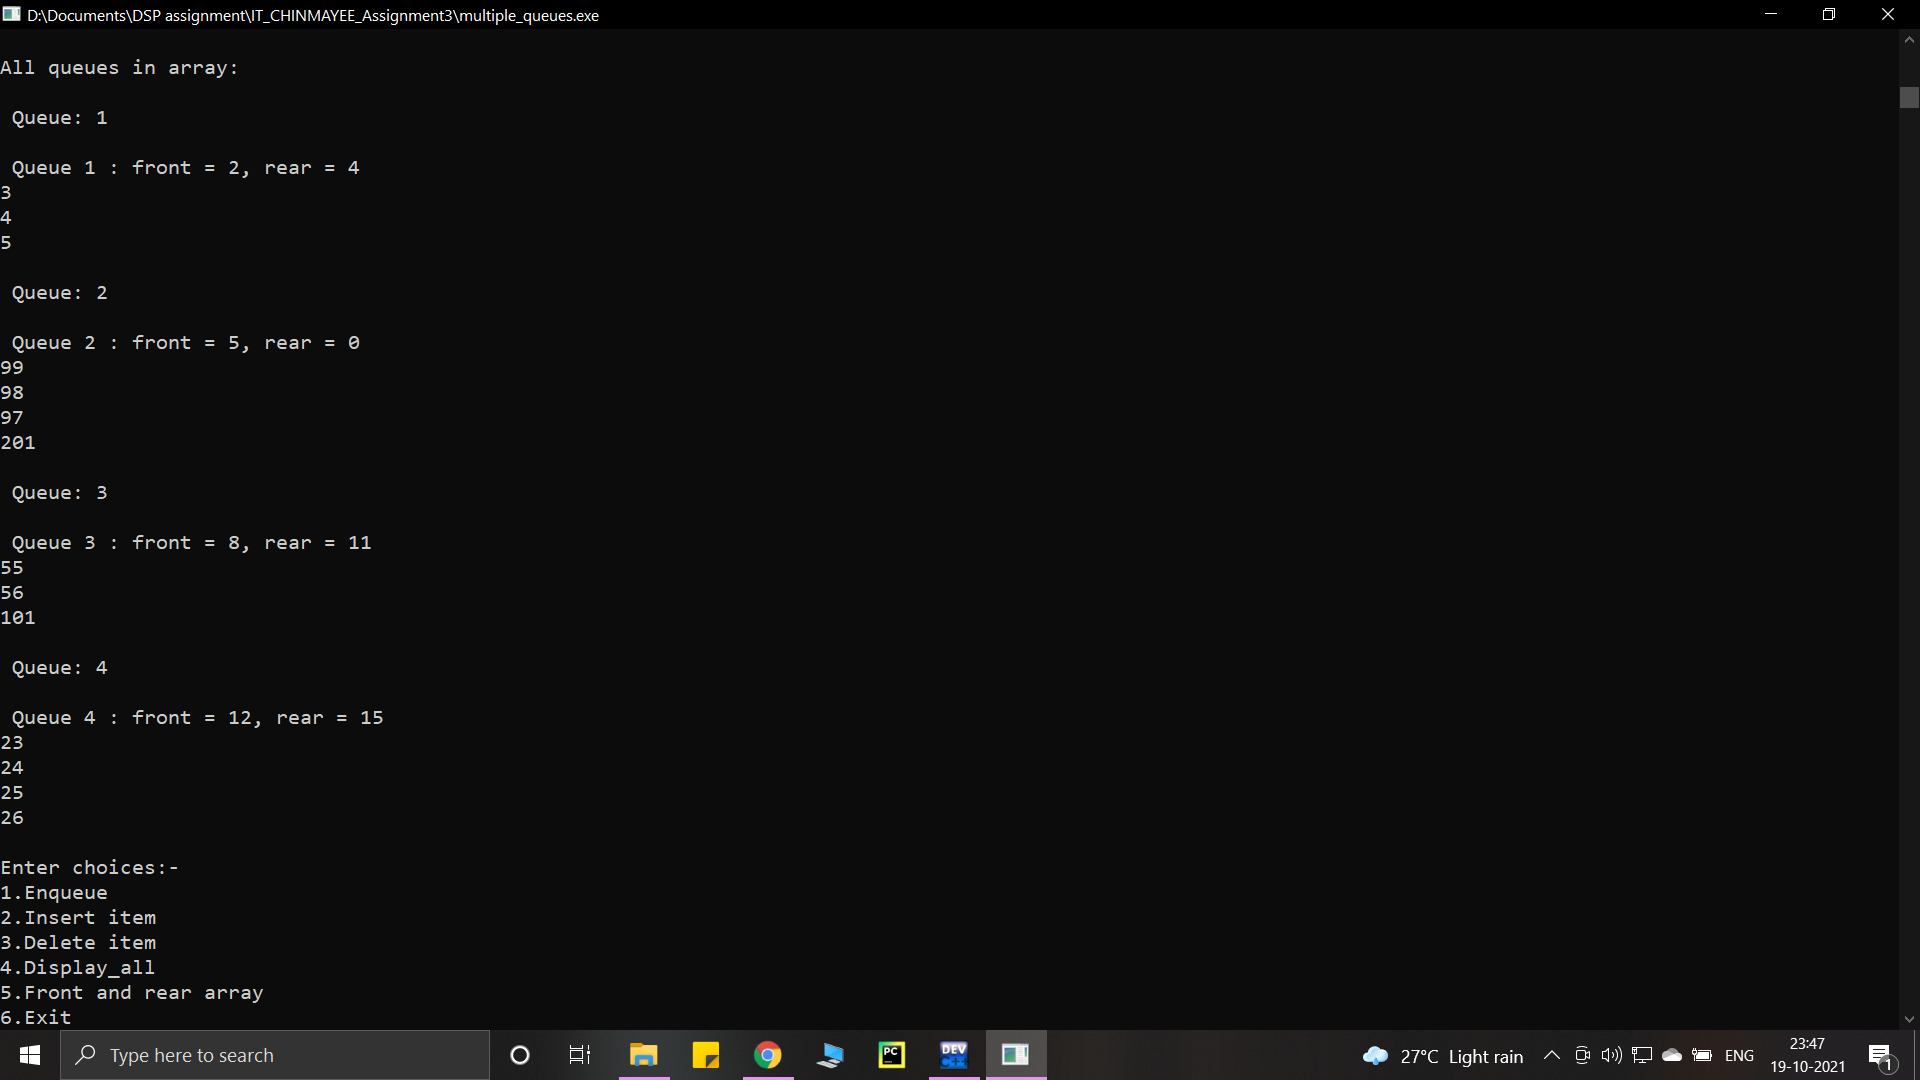 D:\Documents\DSP assignment\IT_CHINMAYEE_Assignment3\multiple_queues.exe
All queues in array:
Queue: 1
Queue 1 : front = 2, rear = 4
3
4
5
Queue: 2
Queue 2 : front = 5, rear = 0
99
98
97
201
Queue: 3
Queue 3 : front = 8, rear = 11
55
56
101
Queue: 4
Queue 4 : front = 12, rear = 15
23
24
25
26
Enter choices:-
1.Enqueue
2.Insert item
3.Delete item
4.Display_all
5.Front and rear array
6.Exit
Type here to search
PC
DEV
C++
27°C Light rain
ENG
23:47
19-10-2021
1